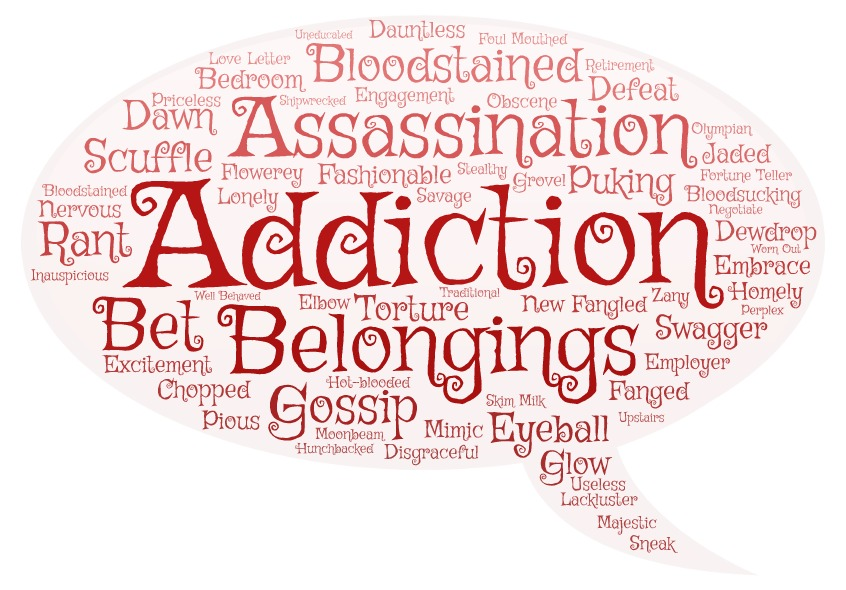 Uneducated
Dauntless
Foul Mouthed
Love Letter
Bloodstained
Retirement
Bedroom
Priceless
Shipwrecked
Engagement
Obscene
Defeat
Dawn
Assassination
Olympian
Scuffle
Jaded
Flowerey
Fashionable
Stealthy
Grovel
Puking
Fortune Teller
Bloodstained
Lonely
Savage
Bloodsucking
Nervous
Negotiate
Rant
Addiction
Dewdrop
Worn Out
Inauspicious
Embrace
Well Behaved
Elbow
Torture
Traditional
New Fangled
Zany
Homely
Perplex
Bet
Belongings
Swagger
Excitement
Employer
Chopped
Hot-blooded
Fanged
Gossip
Skim Milk
Pious
Moonbeam
Mimic
Eyeball
Upstairs
Hunchbacked
Disgraceful
Glow
Useless
Lackluster
Majestic
Sneak